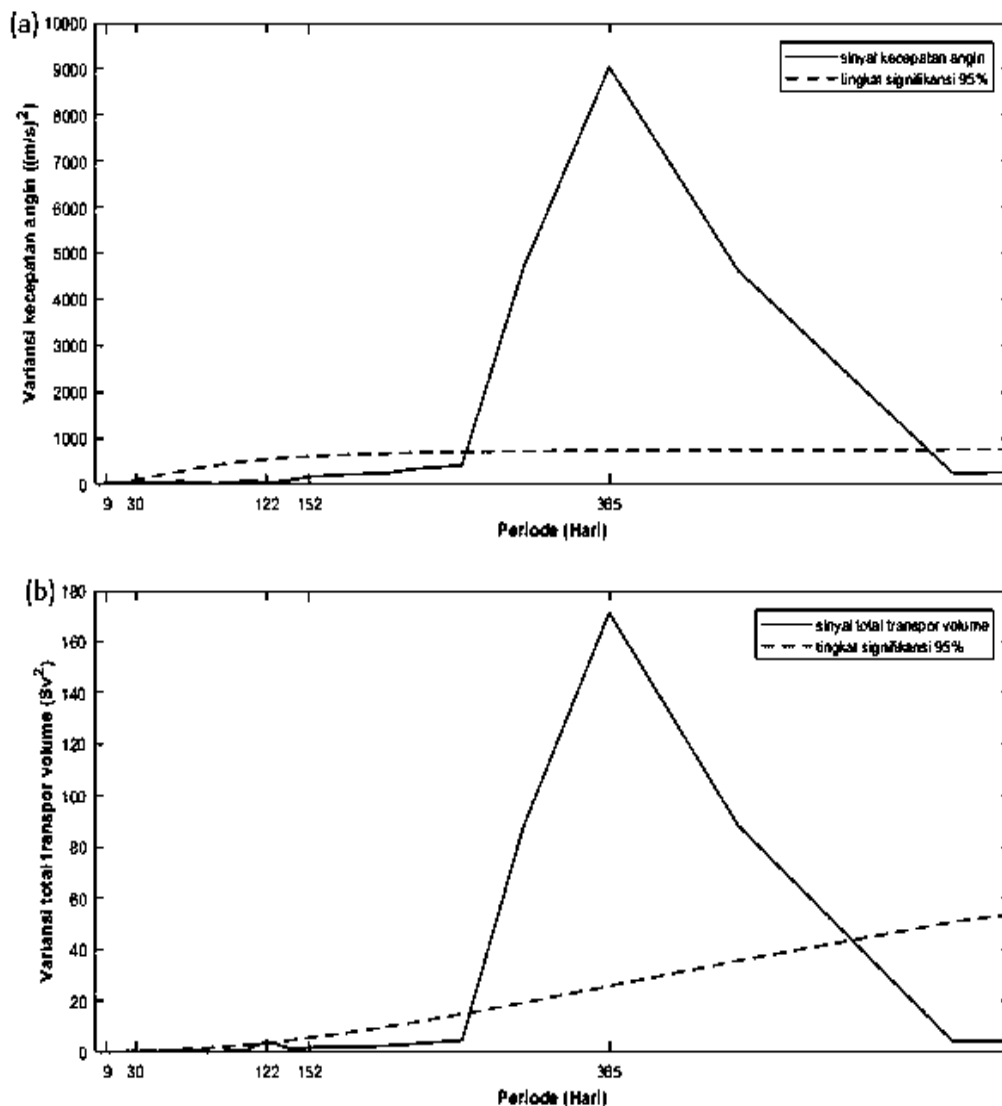 (a)
10000
9000
8000
7000
6000
5000
4000
3000
2000
1000
0
Variansi kecepatan angin ((m/s)²
sinyal kecepatan angin
tingkat signifikansi 95%
9 30 122 152 365
Periode (Hari)
(b)
180
160
140
120
100
80
60
40
20
0
Variansi total transpor volume (Sv²)
sinyal total transpor volume
tingkat signifikansi 95%
9 30 122 152 365
Periode (Hari)